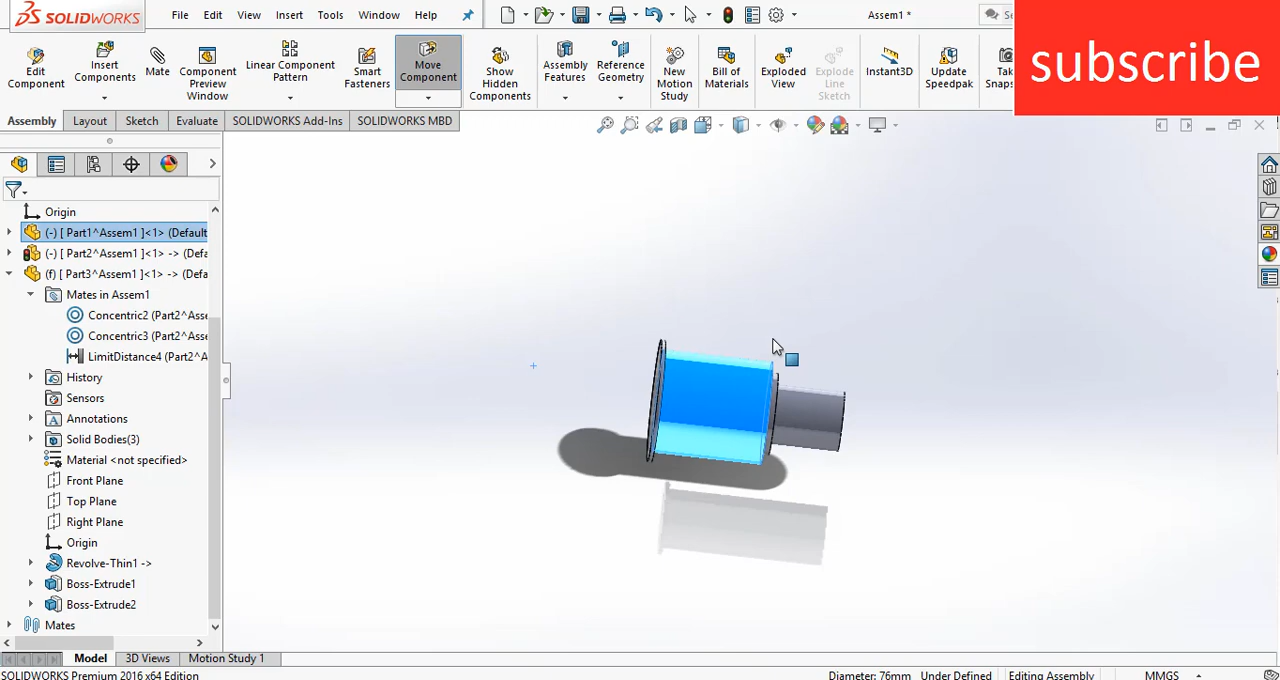 SOLIDWORKS File Edit View Insert Tools Window Help Assem1 *
subscribe
Edit Component
Insert Components
Mate
Component Preview Window
Linear Component Pattern
Smart Fasteners
Move Component
Show Hidden Components
Assembly Features
Reference Geometry
New Motion Study
Bill of Materials
Exploded View
Explode Line Sketch
Instant3D
Update Speedpak
Assembly Layout Sketch Evaluate SOLIDWORKS Add-Ins SOLIDWORKS MBD
Origin
(-) [ Part1^Assem1 ]<1> (Default
(-) [ Part2^Assem1 ]<1> -> (Defa
(f) [ Part3^Assem1 ]<1> -> (Defa
Mates in Assem1
Concentric2 (Part2^Asse
Concentric3 (Part2^Asse
LimitDistance4 (Part2^A
History
Sensors
Annotations
Solid Bodies(3)
Material <not specified>
Front Plane
Top Plane
Right Plane
Origin
Revolve-Thin1 ->
Boss-Extrude1
Boss-Extrude2
Mates
Model 3D Views Motion Study 1
SOLIDWORKS Premium 2016 x64 Edition Diameter: 76mm Under Defined Editing Assembly MMGS